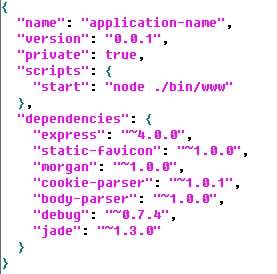 {
  "name": "application-name",
  "version": "0.0.1",
  "private": true,
  "scripts": {
    "start": "node ./bin/www"
  },
  "dependencies": {
    "express": "~4.0.0",
    "static-favicon": "~1.0.0",
    "morgan": "~1.0.0",
    "cookie-parser": "~1.0.1",
    "body-parser": "~1.0.0",
    "debug": "~0.7.4",
    "jade": "~1.3.0"
  }
}